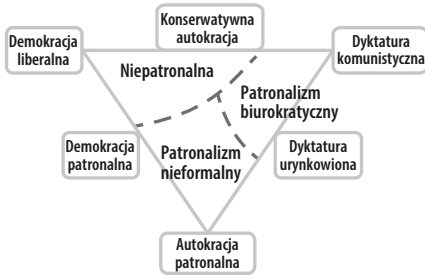 Konserwatywna
autokracja
Demokracja
liberalna
Dyktatura
komunistyczna
Niepatronalna
Patronalizm
biurokratyczny
Demokracja
patronalna
Patronalizm
nieformalny
Dyktatura
urynkowiona
Autokracja
patronalna